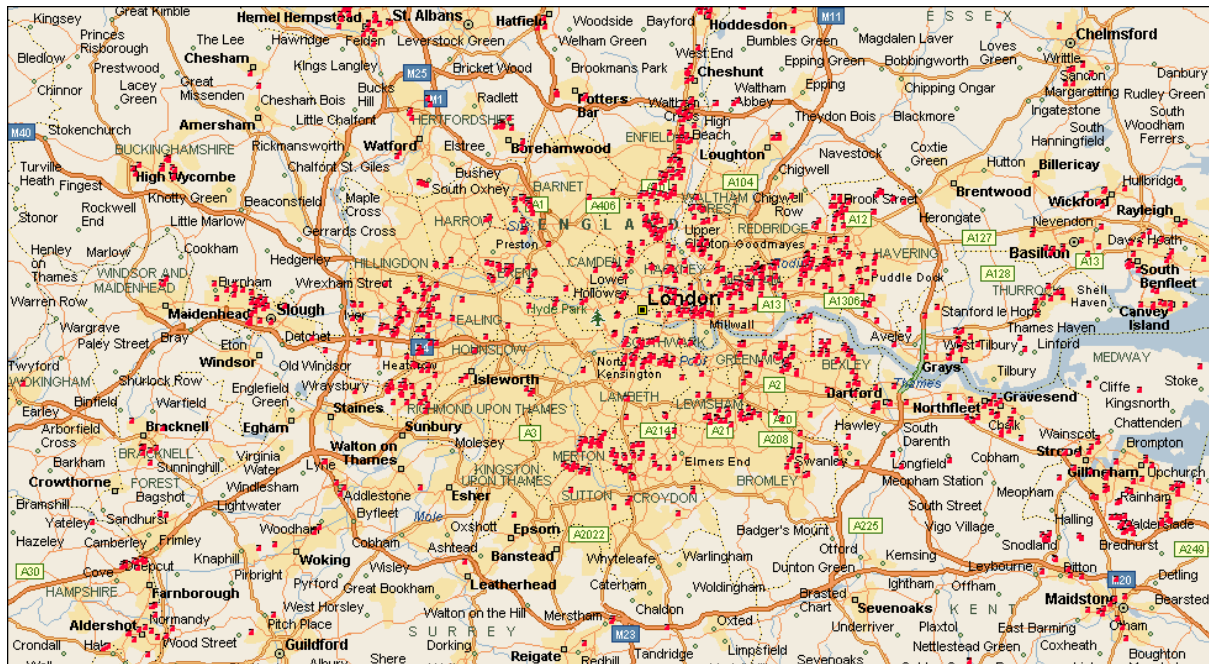 Kingsey
Great Kimble
Hemel Hempstead
St. Albans
Hatfield
Woodside
Bayford
Hoddesdon
M11
ESSEX
Chelmsford
Princes
Risborough
The Lee
Hawridge
Felden
Leverstock Green
Welham Green
West End
Bumbles Green
Magdalen Laver
Loves
Green
Writtle
Bledlow
Prestwood
Chesham
Kings Langley
M25
Bricket Wood
Brookmans Park
Cheshunt
Epping Green
Bobbingworth
Sandon
Danbury
Chinnor
Lacey
Green
Great
Missenden
Chesham Bois
Bucks
Hill
M1
Radlett
Potters
Bar
Waltham
Cross
Waltham
Abbey
Epping
Chipping Ongar
Margaretting
Rudley Green
M40
Stokenchurch
Amersham
Little Chalfont
HERTFORDSHIRE
ENFIELD
High
Beach
Theydon Bois
Blackmore
Ingatestone
South
Hanningfield
South
Woodham
Ferrers
BUCKINGHAMSHIRE
Rickmansworth
Watford
Elstree
Borehamwood
Loughton
Navestock
Coxtie
Green
Turville
Heath
Fingest
High Wycombe
Chalfont St. Giles
Bushey
South Oxhey
BARNET
A104
Chigwell
Hutton
Billericay
Hullbridge
Stonor
Rockwell
End
Knotty Green
Beaconsfield
Maple
Cross
A1
A406
WALTHAM
FOREST
Chigwell
Row
Brook Street
Brentwood
Wickford
Rayleigh
Little Marlow
HARROW
ENGLAND
REDBRIDGE
A12
Herongate
Nevendon
Henley
on
Thames
Marlow
Cookham
Gerrards Cross
Preston
Upper
Clapton
Goodmayes
HAVERING
A127
Basildon
Daws Heath
WINDSOR AND
MAIDENHEAD
Hedgerley
HILLINGDON
BRENT
CAMDEN
HACKNEY
Puddle Dock
A128
A13
South
Benfleet
Burnham
Wrexham Street
Lower
Holloway
THURROCK
Shell
Haven
Warren Row
Maidenhead
Slough
Iver
EALING
Hyde Park
London
A13
A1306
Stanford le Hope
Canvey
Island
Wargrave
Bray
Datchet
Millwall
Aveley
Thames Haven
Paley Street
Eton
HOUNSLOW
SOUTHWARK
Pool
GREENWICH
West Tilbury
Linford
Twyford
Windsor
Old Windsor
Heathrow
North
Kensington
BEXLEY
Grays
MEDWAY
WOKINGHAM
Shurlock Row
Wraysbury
Isleworth
A2
Thames
Tilbury
Cliffe
Stoke
Earley
Binfield
Warfield
Englefield
Green
Staines
RICHMOND UPON THAMES
LAMBETH
LEWISHAM
Dartford
Northfleet
Gravesend
Kingsnorth
Arborfield
Cross
Bracknell
Egham
Sunbury
A3
A214
A21
A20
Hawley
Chalk
Chattenden
BRACKNELL
FOREST
Walton on
Thames
Molesey
MERTON
A208
South
Darenth
Wainscot
Brompton
Barkham
Sunninghill
Virginia
Water
Lyne
Elmers End
Swanley
Longfield
Cobham
Strood
Crowthorne
Bagshot
Windlesham
KINGSTON
UPON THAMES
BROMLEY
Meopham Station
Gillingham
Upchurch
Bramshill
Lightwater
Addlestone
Esher
SUTTON
CROYDON
Meopham
Rainham
Yateley
Sandhurst
Byfleet
South Street
Hazeley
Camberley
Frimley
Woodham
Mole
Oxshott
Epsom
A2022
Badger's Mount
A225
Vigo Village
Halling
Walderslade
Knaphill
Woking
Cobham
Ashtead
Banstead
Whyteleafe
Warlingham
Otford
Kemsing
Snodland
Bredhurst
A249
A30
Cove
Deepcut
Pirbright
Pyrford
Wisley
Dunton Green
Leybourne
Ditton
M20
Detling
HAMPSHIRE
Farnborough
Great Bookham
Leatherhead
Caterham
Woldingham
Ightham
Offham
Brasted
Chart
Sevenoaks
Maidstone
Bearsted
Normandy
West Horsley
Walton on the Hill
Merstham
Chaldon
KENT
Aldershot
Pitch Place
M23
Oxted
Underriver
Plaxtol
East Barming
Otham
Crondall
Wood Street
Guildford
SURREY
Dorking
Tandridge
Limpsfield
Nettlestead Green
Coxheath
Shere
Reigate
Redhill
Sevenoaks
Boughton